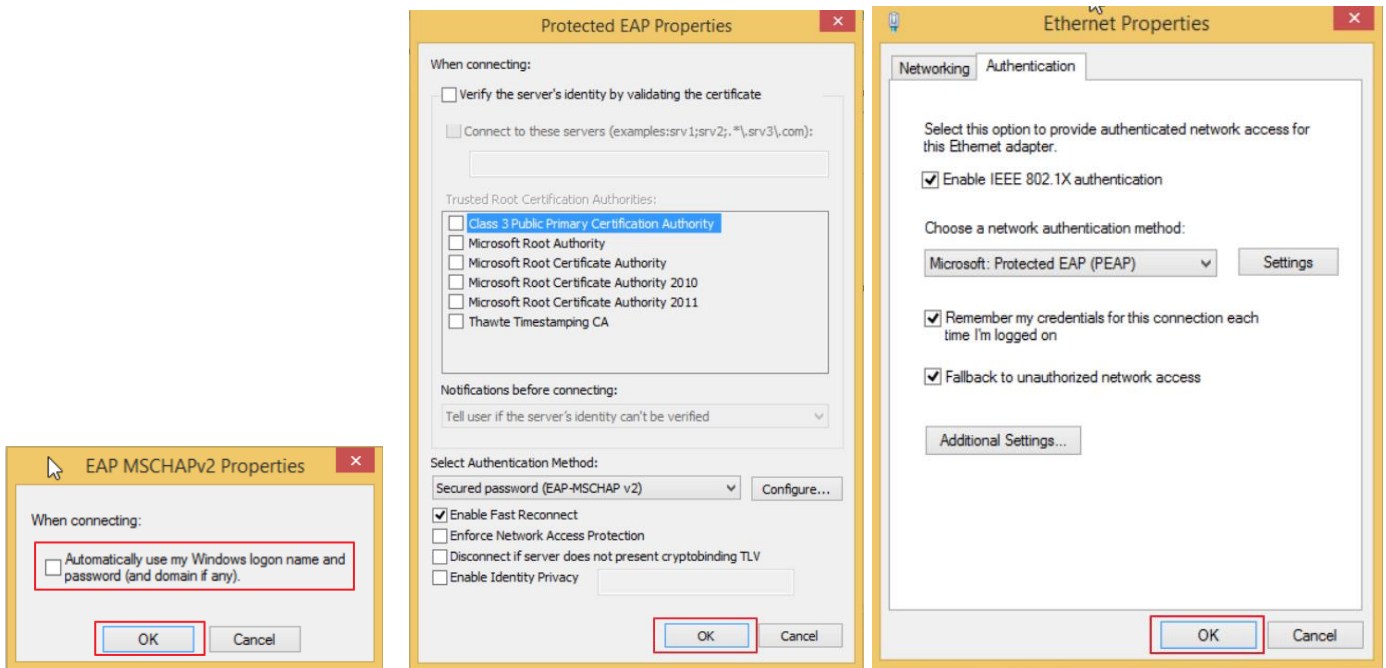 EAP MSCHAPv2 Properties
When connecting:
Automatically use my Windows logon name and
password (and domain if any).
OK
Cancel
Protected EAP Properties
When connecting:
Verify the server's identity by validating the certificate
Connect to these servers (examples:srv1;srv2;.*\.srv3\.com):
Trusted Root Certification Authorities:
Class 3 Public Primary Certification Authority
Microsoft Root Authority
Microsoft Root Certificate Authority
Microsoft Root Certificate Authority 2010
Microsoft Root Certificate Authority 2011
Thawte Timestamping CA
Notifications before connecting:
Tell user if the server's identity can't be verified
Select Authentication Method:
Secured password (EAP-MSCHAP v2)
Configure...
Enable Fast Reconnect
Enforce Network Access Protection
Disconnect if server does not present cryptobinding TLV
Enable Identity Privacy
OK
Cancel
Ethernet Properties
Networking
Authentication
Select this option to provide authenticated network access for
this Ethernet adapter.
Enable IEEE 802.1X authentication
Choose a network authentication method:
Microsoft: Protected EAP (PEAP)
Settings
Remember my credentials for this connection each
time I'm logged on
Fallback to unauthorized network access
Additional Settings...
OK
Cancel